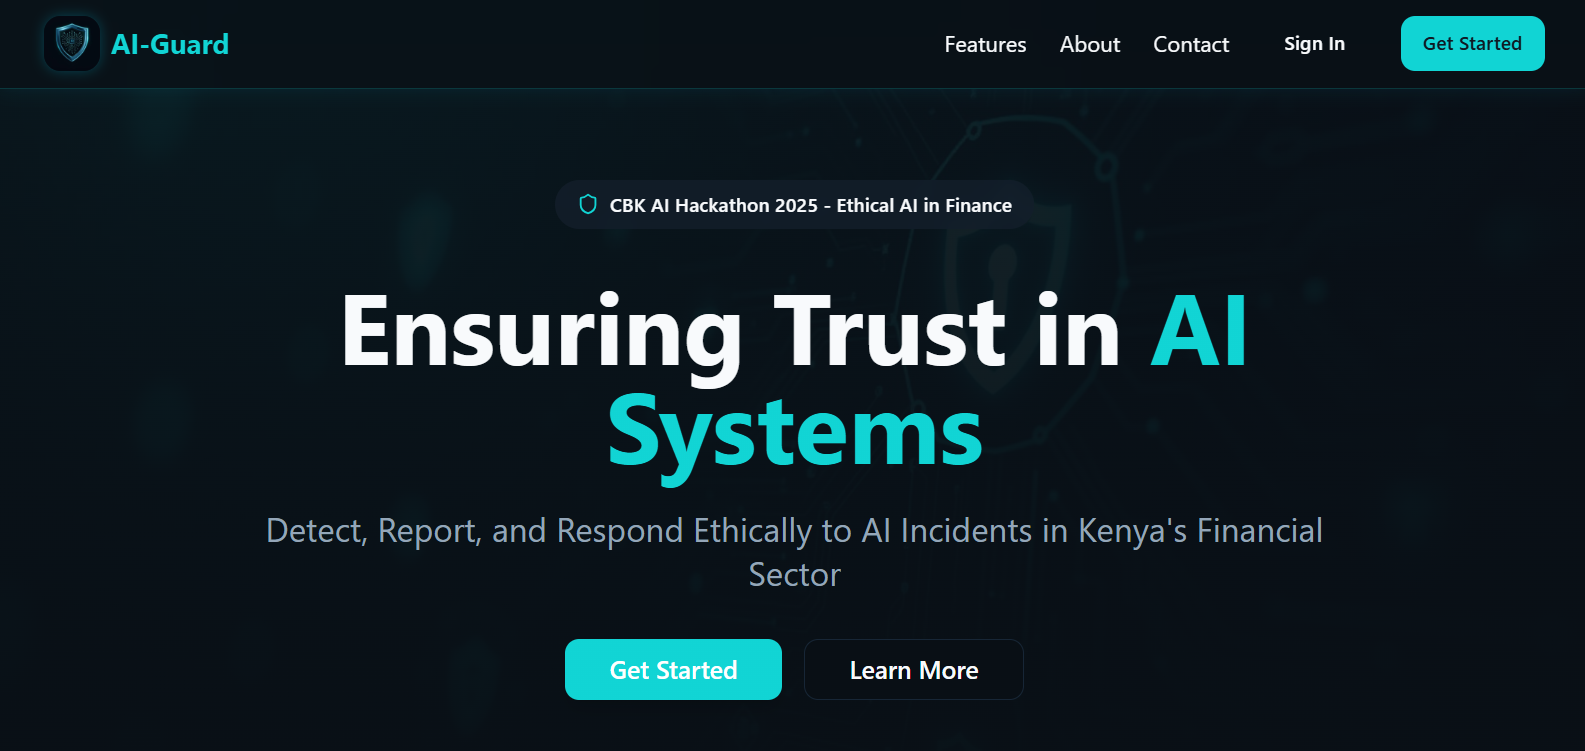 AI-Guard
Features
About
Contact
Sign In
Get Started
CBK AI Hackathon 2025 - Ethical AI in Finance
Ensuring Trust in AI
Systems
Detect, Report, and Respond Ethically to AI Incidents in Kenya's Financial
Sector
Get Started
Learn More